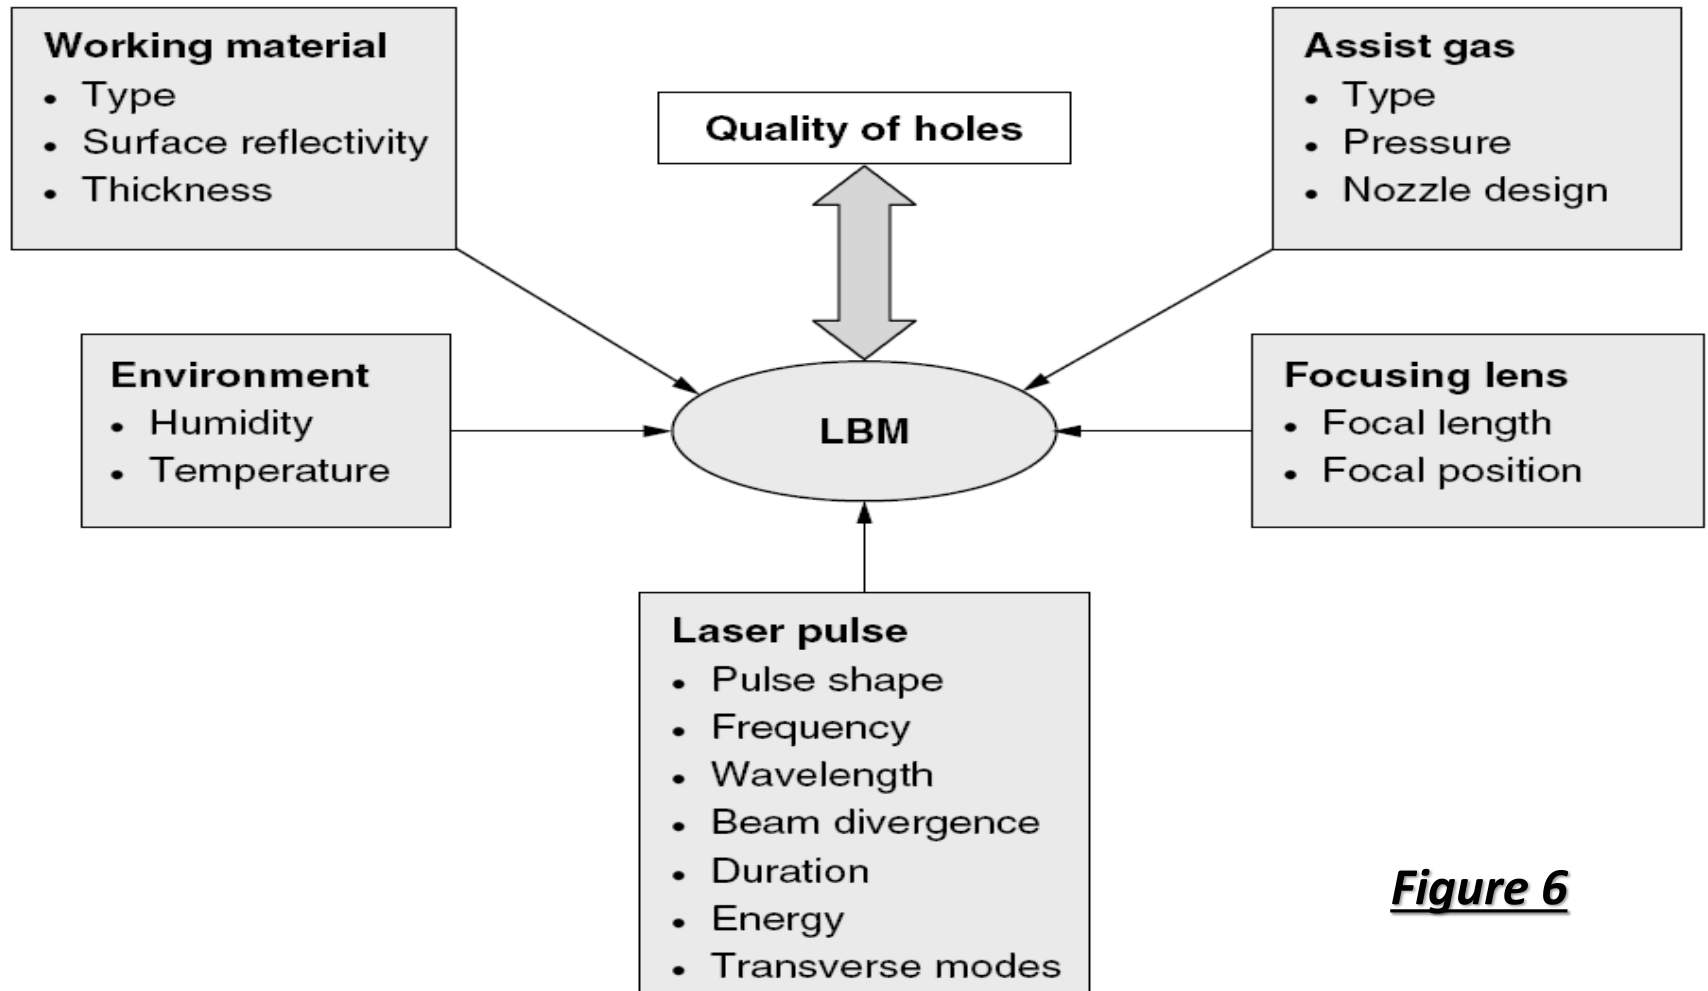 Working material
• Type
• Surface reflectivity
• Thickness
Quality of holes
Assist gas
• Type
• Pressure
• Nozzle design
Environment
• Humidity
• Temperature
LBM
Focusing lens
• Focal length
• Focal position
Laser pulse
• Pulse shape
• Frequency
• Wavelength
• Beam divergence
• Duration
• Energy
• Transverse modes
Figure 6